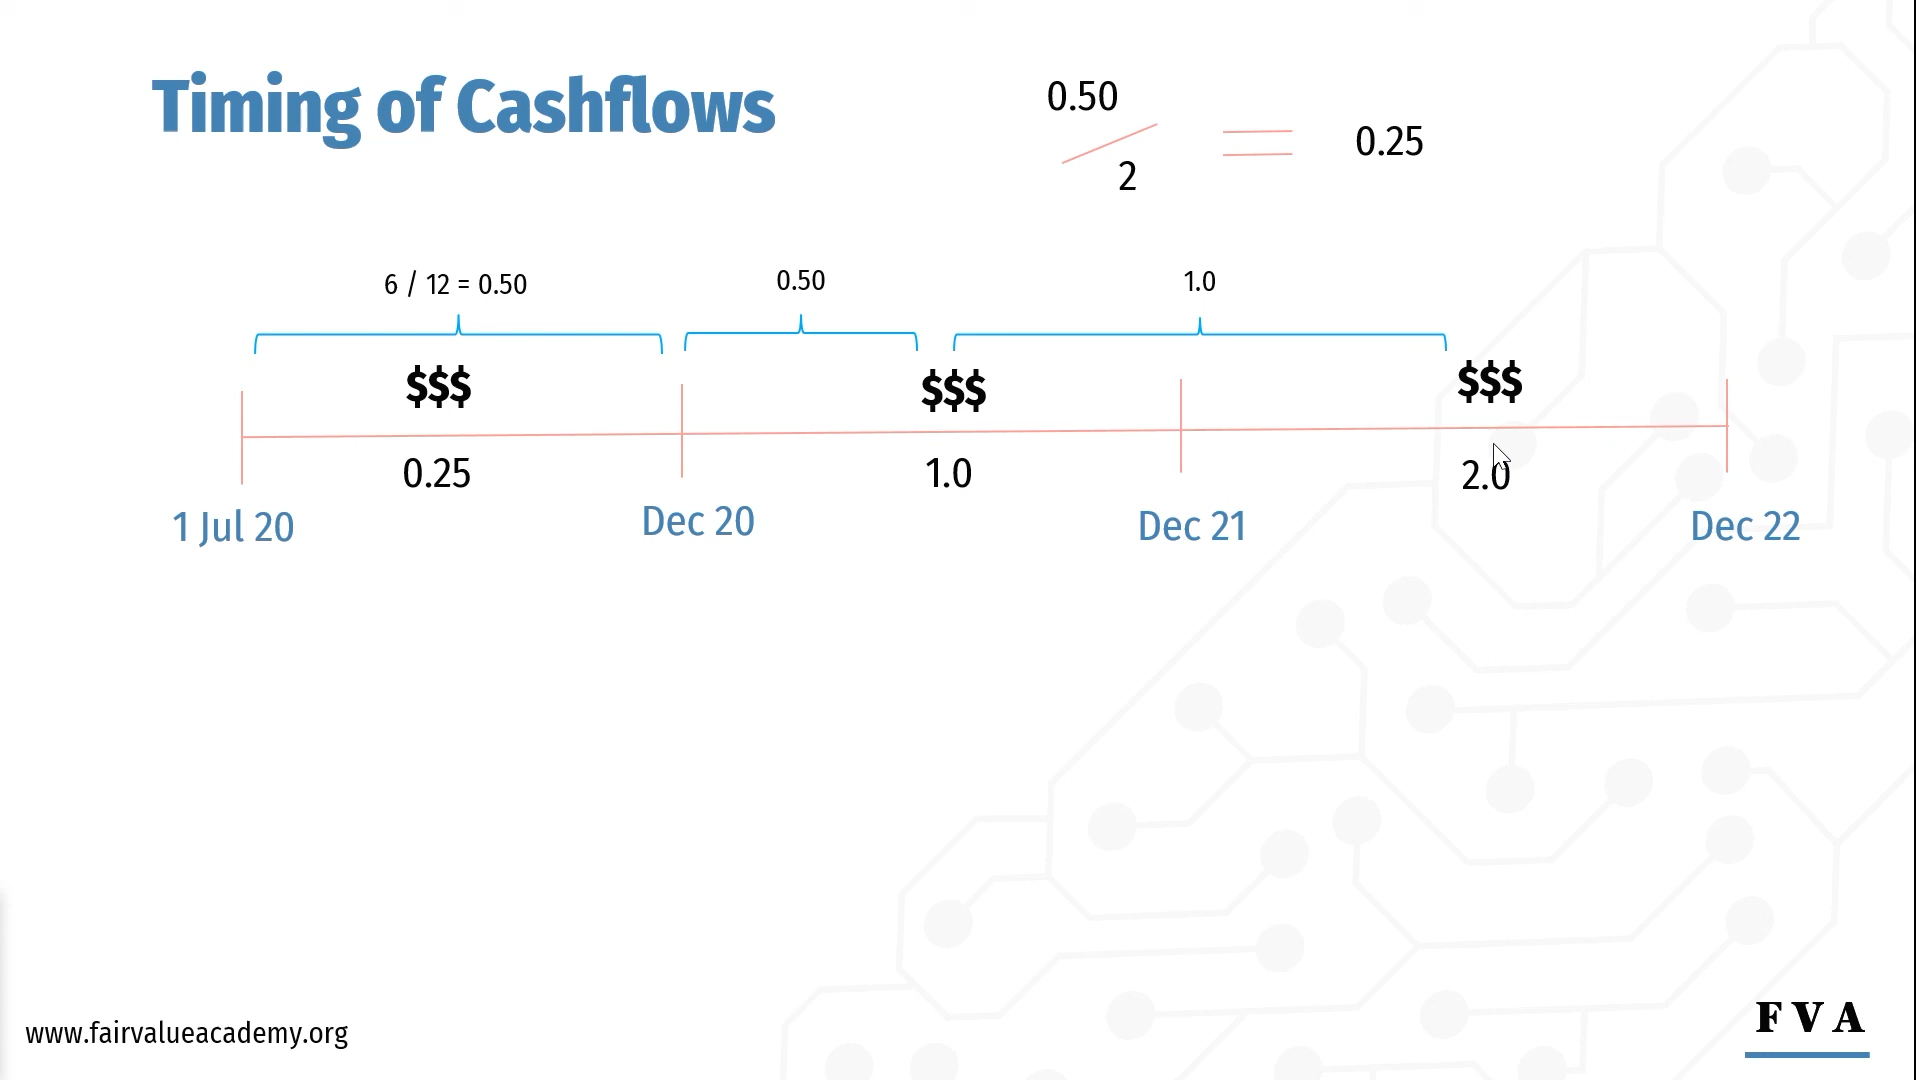 Timing of Cashflows
0.50
2
0.25
6 / 12 = 0.50
0.50
1.0
$$$
$$$
$$$
0.25
1.0
2.0
1 Jul 20
Dec 20
Dec 21
Dec 22
www.fairvalueacademy.org
FVA